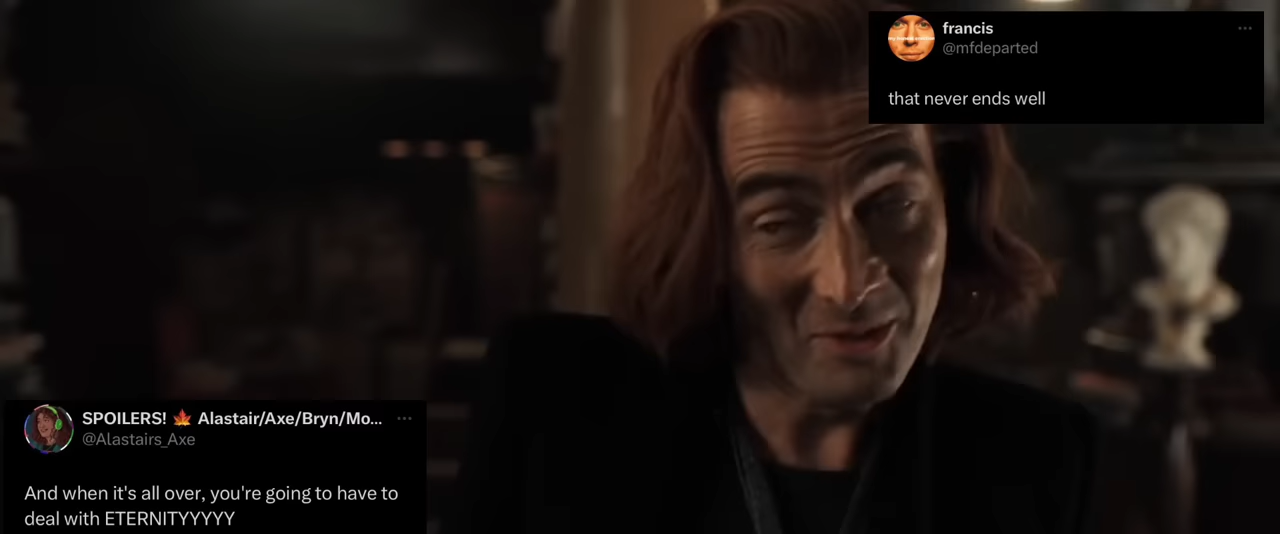 francis
@mfdeparted
that never ends well
SPOILERS! 🍁 Alastair/Axe/Bryn/Mo...
@Alastairs_Axe
And when it's all over, you're going to have to
deal with ETERNITYYYYY